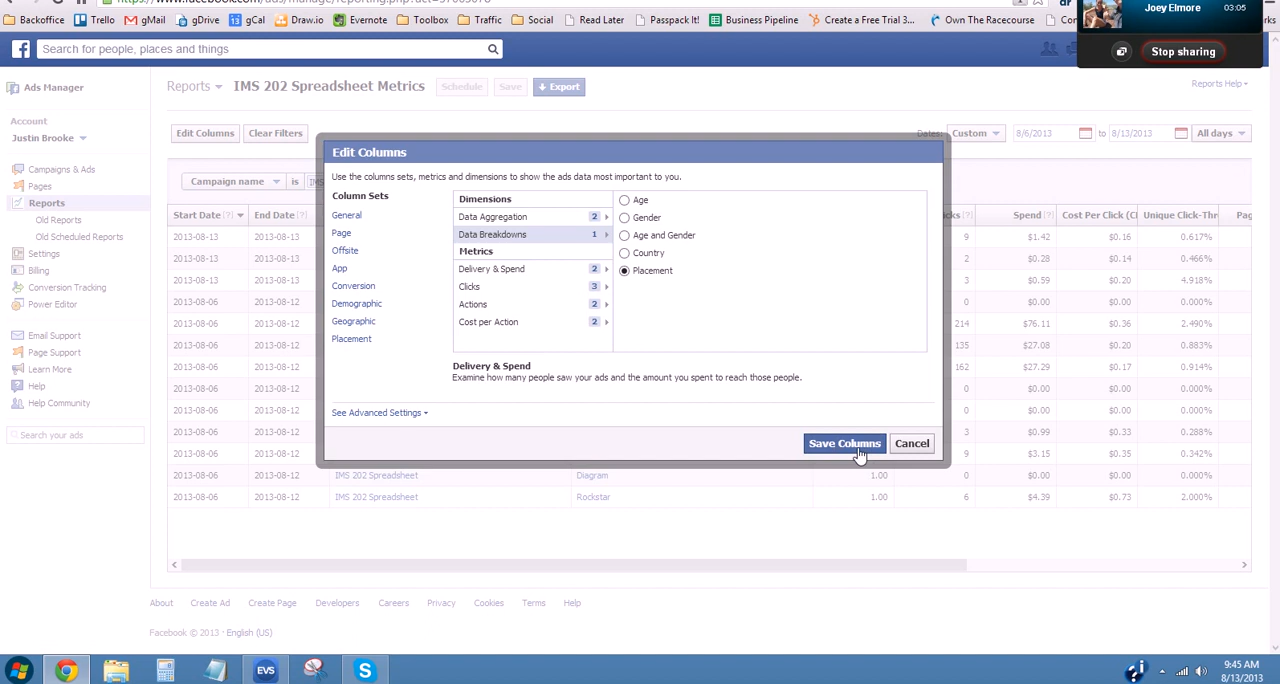 https://www.facebook.com/ads/manage/reporting.php?act=
Backoffice Trello gMail gDrive gCal Draw.io Evernote Toolbox Traffic Social Read Later Passpack It! Business Pipeline Create a Free Trial 3... Own The Racecourse
Joey Elmore 03:05
Stop sharing
Search for people, places and things
Ads Manager
Reports IMS 202 Spreadsheet Metrics Schedule Save Export Reports Help
Account
Justin Brooke
Campaigns & Ads
Pages
Reports
Old Reports
Old Scheduled Reports
Settings
Billing
Conversion Tracking
Power Editor
Email Support
Page Support
Learn More
Help
Help Community
Search your ads
Edit Columns Clear Filters Dates: Custom 8/6/2013 to 8/13/2013 All days
Campaign name is
Start Date [?] End Date [?] [?] Spend [?] Cost Per Click (C Unique Click-Thr
2013-08-13 2013-08-13 9 $1.42 $0.16 0.617%
2013-08-13 2013-08-13 2 $0.28 $0.14 0.466%
2013-08-13 2013-08-13 3 $0.59 $0.20 4.918%
2013-08-06 2013-08-12 0 $0.00 $0.00 0.000%
2013-08-06 2013-08-12 214 $76.11 $0.36 2.490%
2013-08-06 2013-08-12 135 $27.08 $0.20 0.883%
2013-08-06 2013-08-12 162 $27.29 $0.17 0.914%
2013-08-06 2013-08-12 0 $0.00 $0.00 0.000%
2013-08-06 2013-08-12 0 $0.00 $0.00 0.000%
2013-08-06 2013-08-12 3 $0.99 $0.33 0.288%
2013-08-06 2013-08-12 9 $3.15 $0.35 0.342%
2013-08-06 2013-08-12 IMS 202 Spreadsheet Diagram 1.00 0 $0.00 $0.00 0.000%
2013-08-06 2013-08-12 IMS 202 Spreadsheet Rockstar 1.00 6 $4.39 $0.73 2.000%
Edit Columns
Use the columns sets, metrics and dimensions to show the ads data most important to you.
Column Sets
General
Page
Offsite
App
Conversion
Demographic
Geographic
Placement
Dimensions
Data Aggregation 2
Data Breakdowns 1
Metrics
Delivery & Spend 2
Clicks 3
Actions 2
Cost per Action 2
Age
Gender
Age and Gender
Country
Placement
Delivery & Spend
Examine how many people saw your ads and the amount you spent to reach those people.
See Advanced Settings
Save Columns Cancel
About Create Ad Create Page Developers Careers Privacy Cookies Terms Help
Facebook © 2013 · English (US)
EVS
9:45 AM
8/13/2013